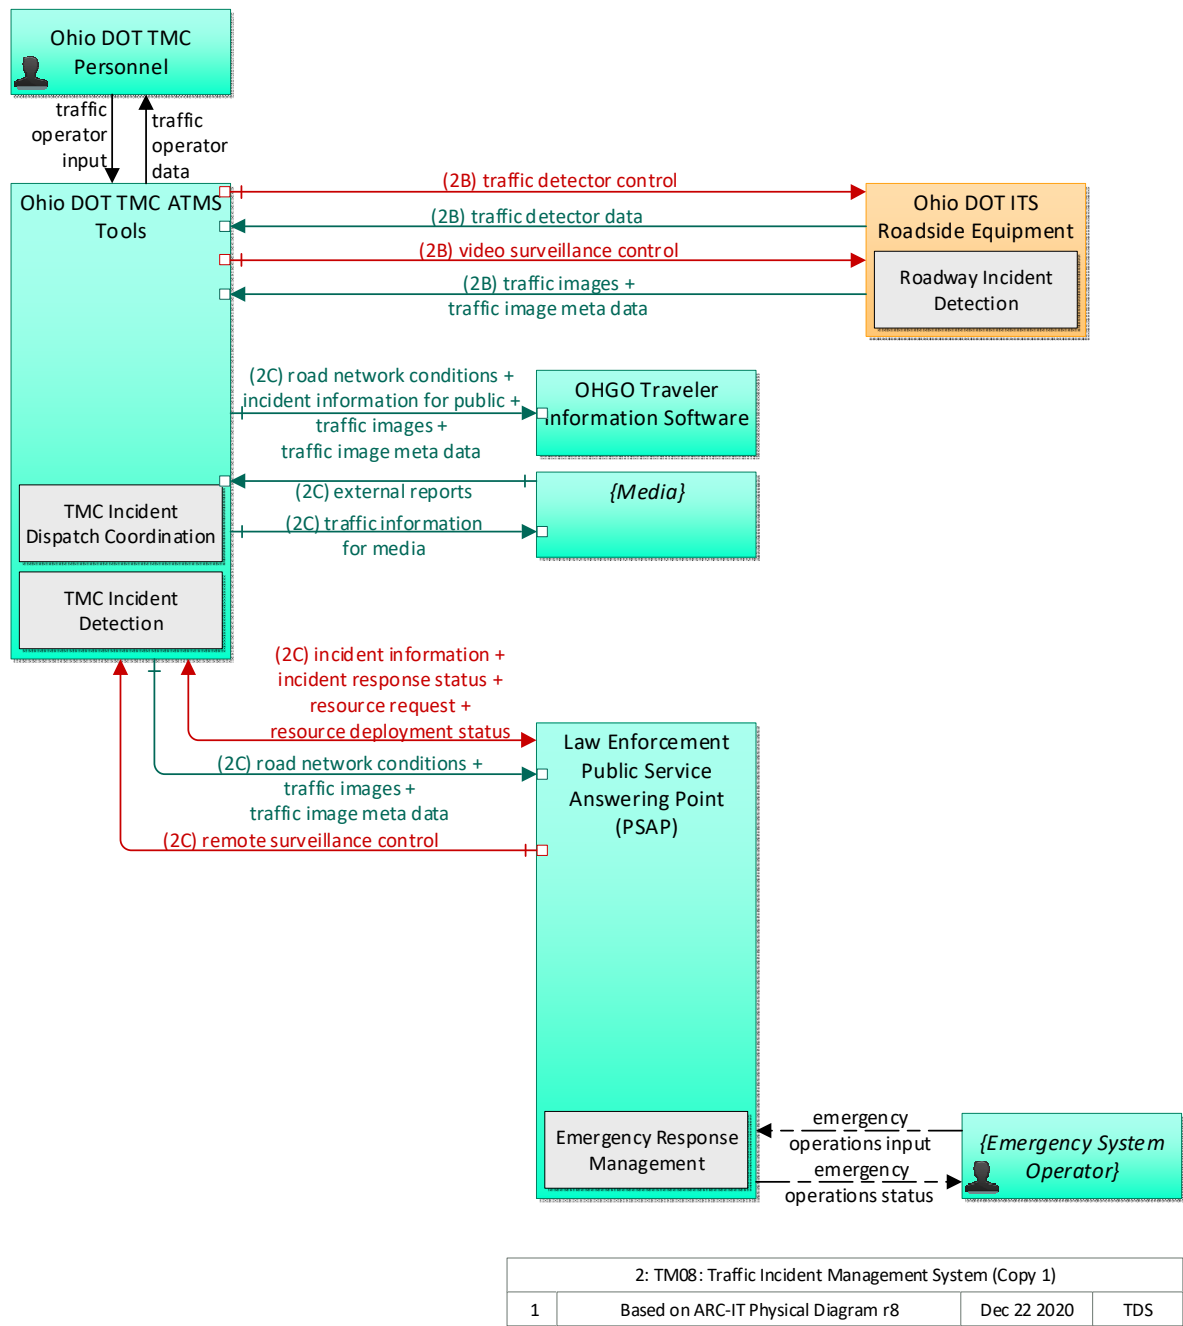 Ohio DOT TMC
Personnel
traffic
operator
input
traffic
operator
data
Ohio DOT TMC ATMS
Tools
(2B) traffic detector control
(2B) traffic detector data
(2B) video surveillance control
(2B) traffic images +
traffic image meta data
Ohio DOT ITS
Roadside Equipment
Roadway Incident
Detection
(2C) road network conditions +
incident information for public +
traffic images +
traffic image meta data
OHGO Traveler
Information Software
(2C) external reports
(2C) traffic information
for media
{Media}
TMC Incident
Dispatch Coordination
TMC Incident
Detection
(2C) incident information +
incident response status +
resource request +
resource deployment status
(2C) road network conditions +
traffic images +
traffic image meta data
(2C) remote surveillance control
Law Enforcement
Public Service
Answering Point
(PSAP)
Emergency Response
Management
emergency
operations input
emergency
operations status
{Emergency System
Operator}
2: TM08: Traffic Incident Management System (Copy 1)
1 Based on ARC-IT Physical Diagram r8 Dec 22 2020 TDS